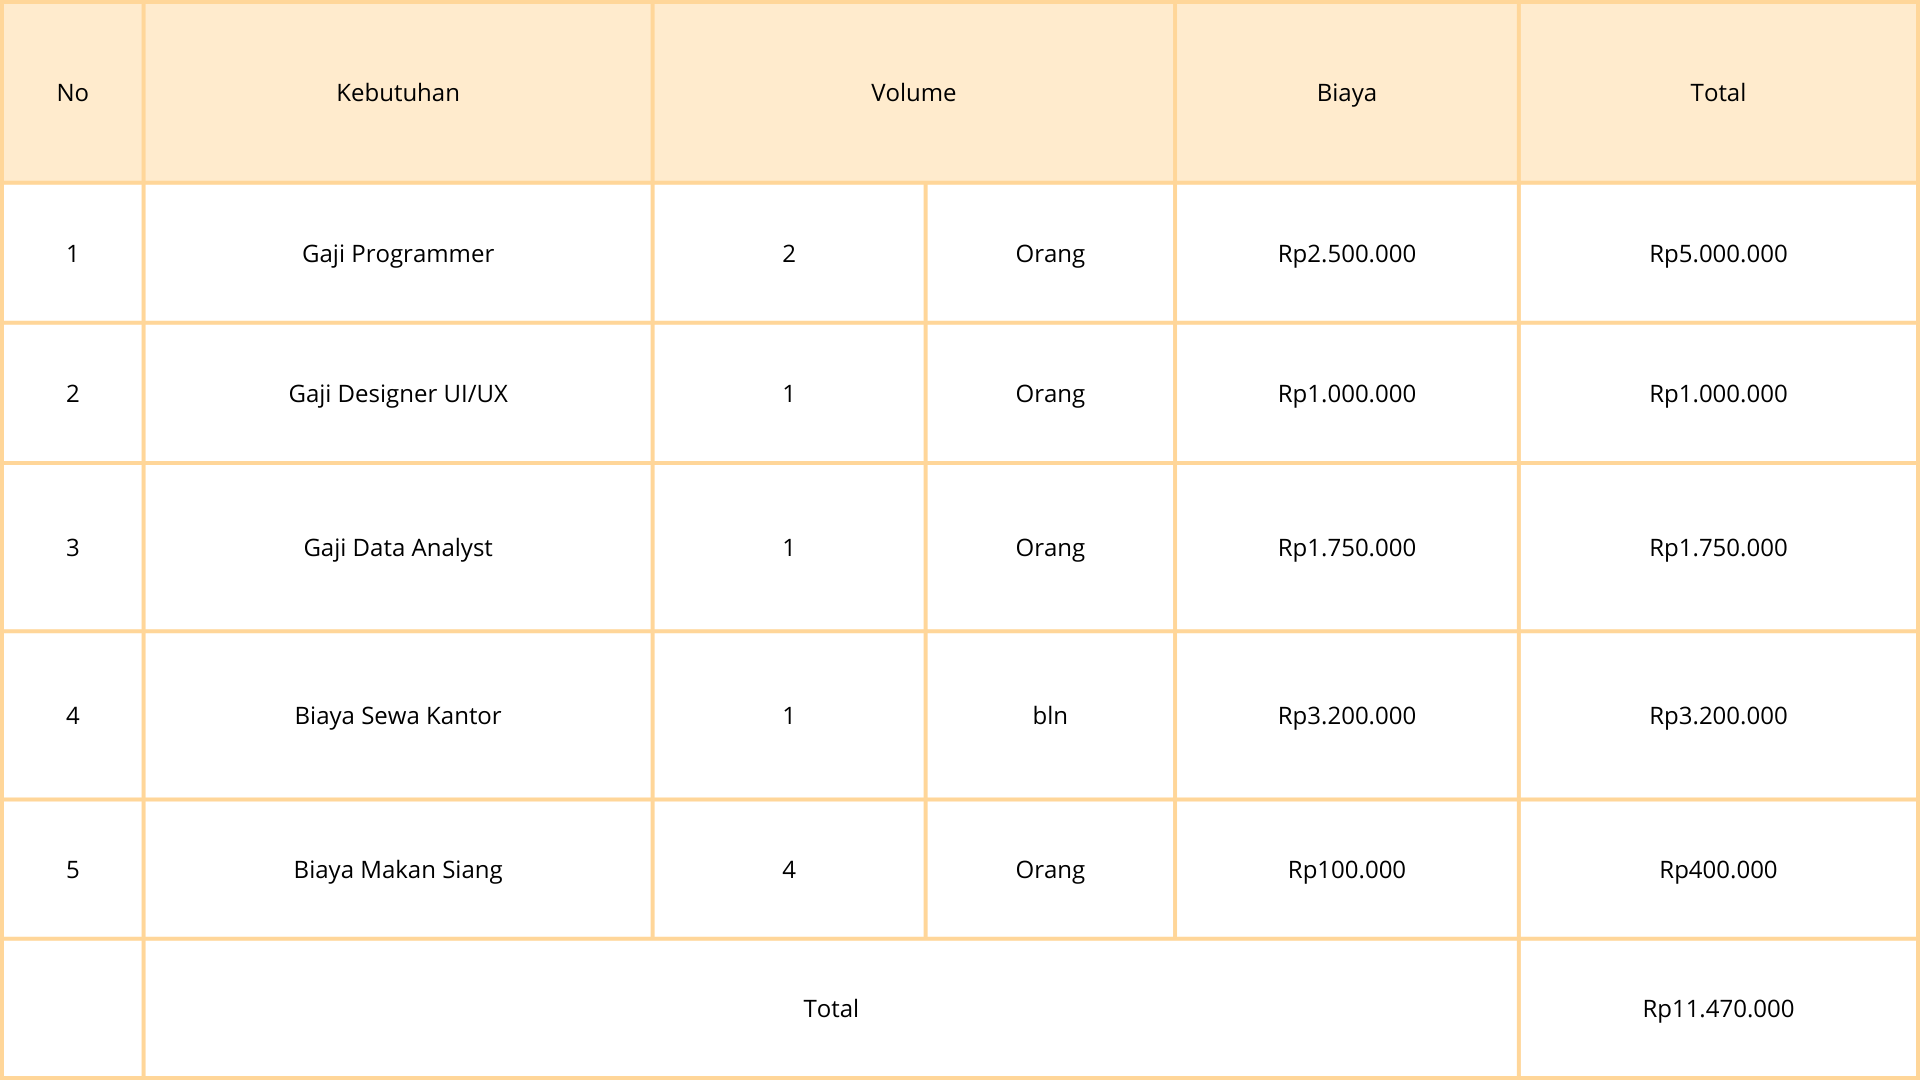 No Kebutuhan Volume Biaya Total
1 Gaji Programmer 2 Orang Rp2.500.000 Rp5.000.000
2 Gaji Designer UI/UX 1 Orang Rp1.000.000 Rp1.000.000
3 Gaji Data Analyst 1 Orang Rp1.750.000 Rp1.750.000
4 Biaya Sewa Kantor 1 bln Rp3.200.000 Rp3.200.000
5 Biaya Makan Siang 4 Orang Rp100.000 Rp400.000
Total Rp11.470.000